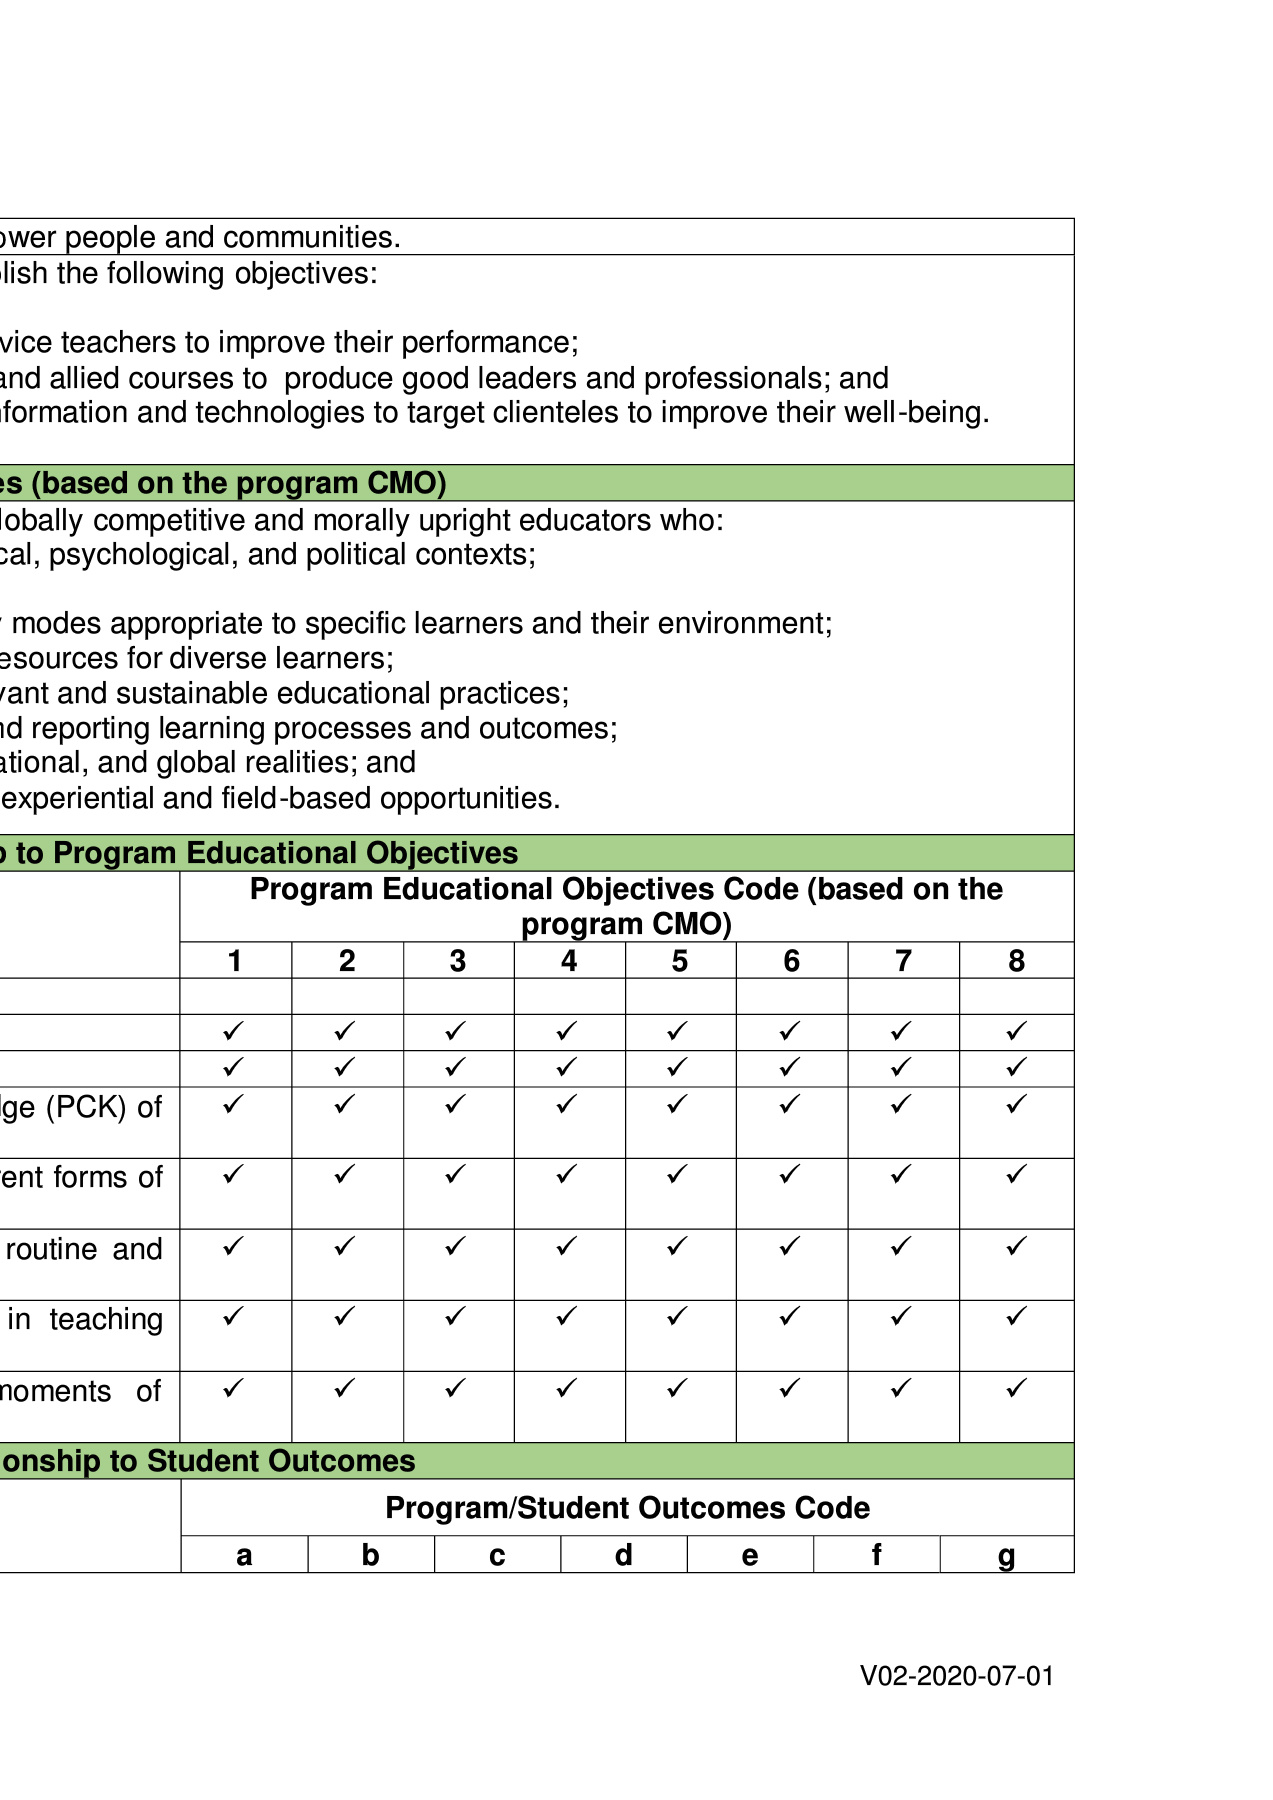 ower people and communities.
lish the following objectives:
vice teachers to improve their performance;
and allied courses to produce good leaders and professionals; and
nformation and technologies to target clienteles to improve their well-being.
es (based on the program CMO)
lobally competitive and morally upright educators who:
cal, psychological, and political contexts;
modes appropriate to specific learners and their environment;
esources for diverse learners;
vant and sustainable educational practices;
nd reporting learning processes and outcomes;
ational, and global realities; and
experiential and field-based opportunities.
p to Program Educational Objectives
Program Educational Objectives Code (based on the
program CMO)
1 2 3 4 5 6 7 8
✓ ✓ ✓ ✓ ✓ ✓ ✓ ✓
✓ ✓ ✓ ✓ ✓ ✓ ✓ ✓
dge (PCK) of ✓ ✓ ✓ ✓ ✓ ✓ ✓ ✓
rent forms of ✓ ✓ ✓ ✓ ✓ ✓ ✓ ✓
routine and ✓ ✓ ✓ ✓ ✓ ✓ ✓ ✓
in teaching ✓ ✓ ✓ ✓ ✓ ✓ ✓ ✓
moments of ✓ ✓ ✓ ✓ ✓ ✓ ✓ ✓
onship to Student Outcomes
Program/Student Outcomes Code
a b c d e f g
V02-2020-07-01